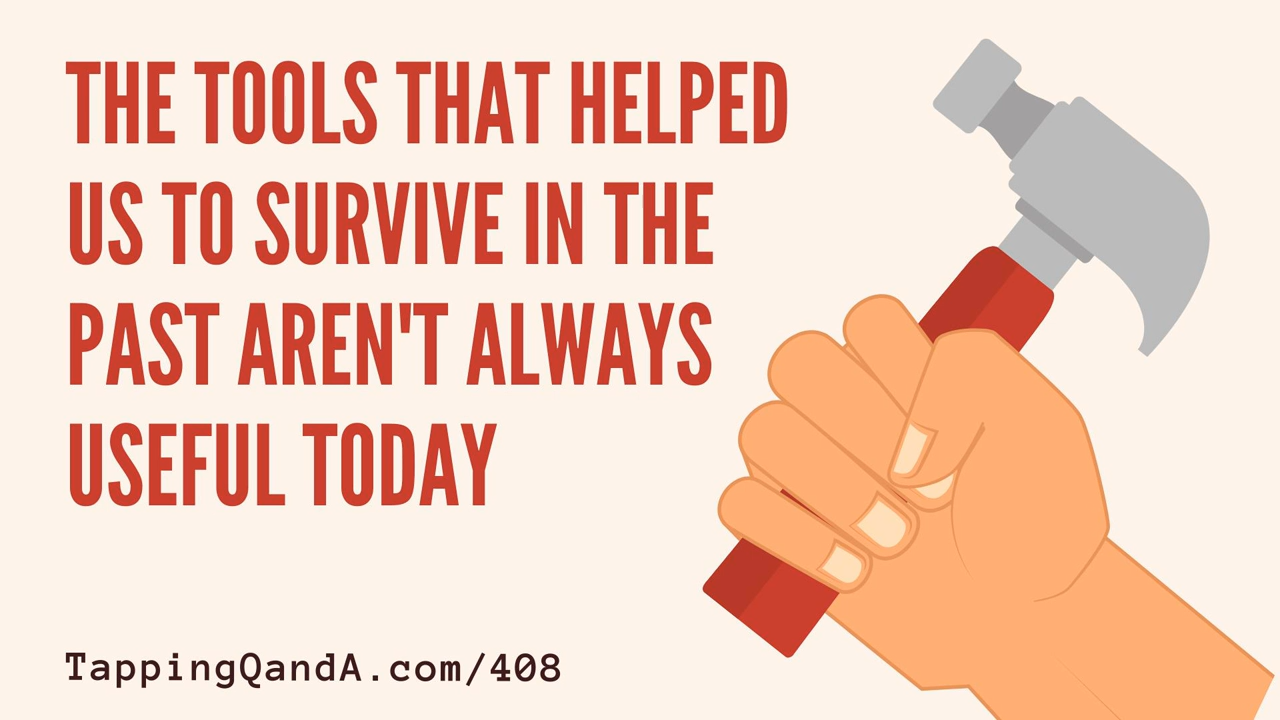 THE TOOLS THAT HELPED
US TO SURVIVE IN THE
PAST AREN'T ALWAYS
USEFUL TODAY
TappingQandA.com/408